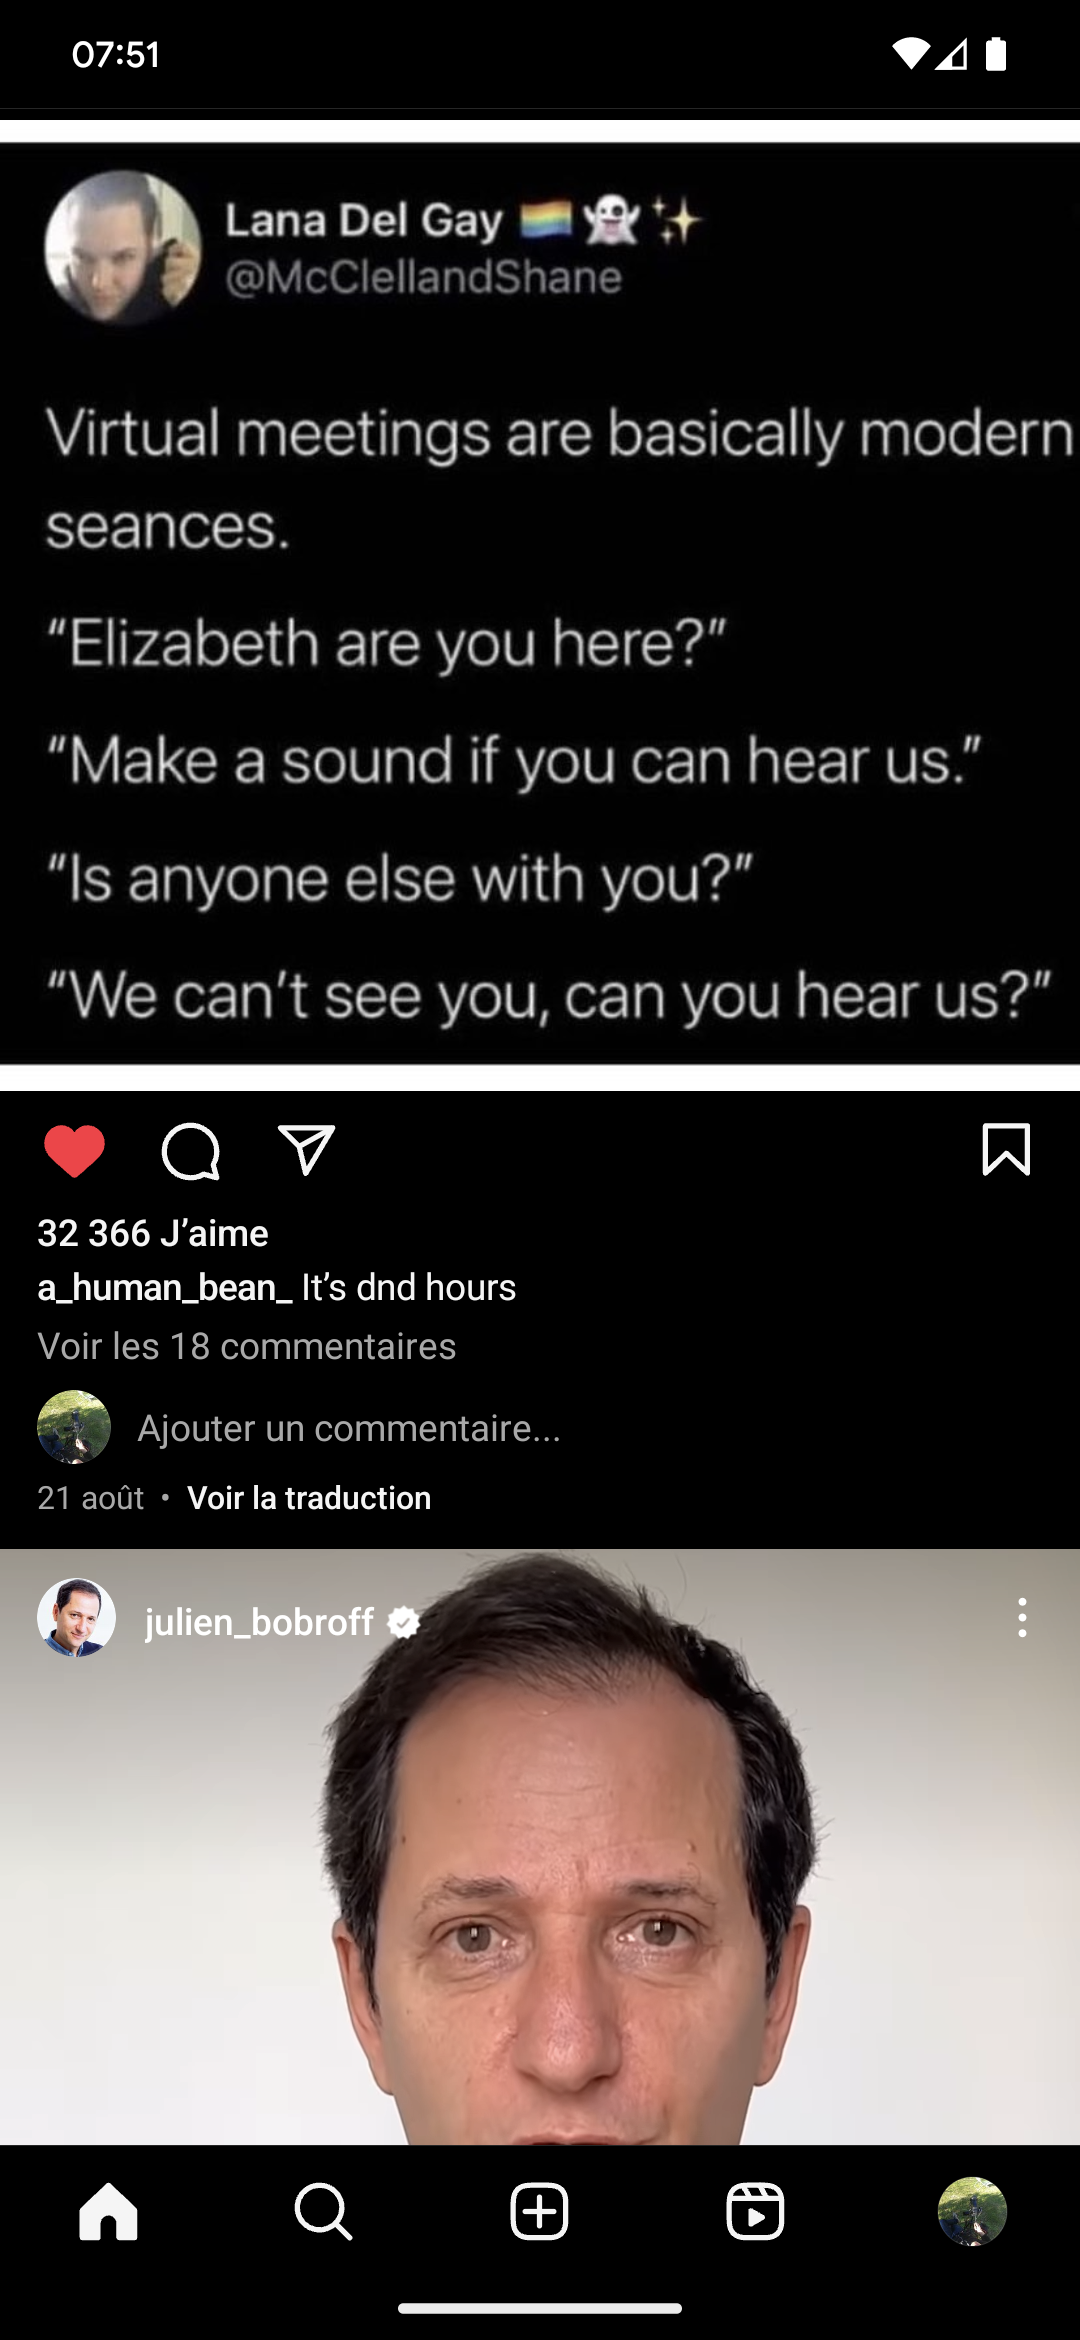 07:51
Lana Del Gay 🏳️‍🌈👻✨
@McClellandShane
Virtual meetings are basically modern
seances.
“Elizabeth are you here?”
“Make a sound if you can hear us.”
“Is anyone else with you?”
“We can’t see you, can you hear us?”
32 366 J’aime
a_human_bean_ It’s dnd hours
Voir les 18 commentaires
Ajouter un commentaire...
21 août • Voir la traduction
julien_bobroff